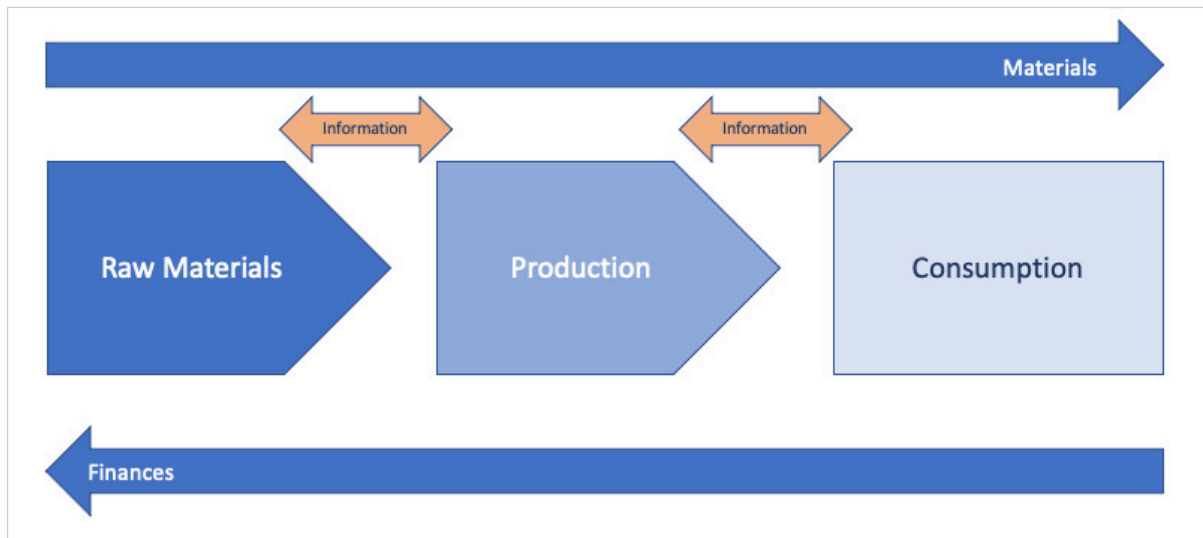 Materials
Information
Information
Raw Materials
Production
Consumption
Finances